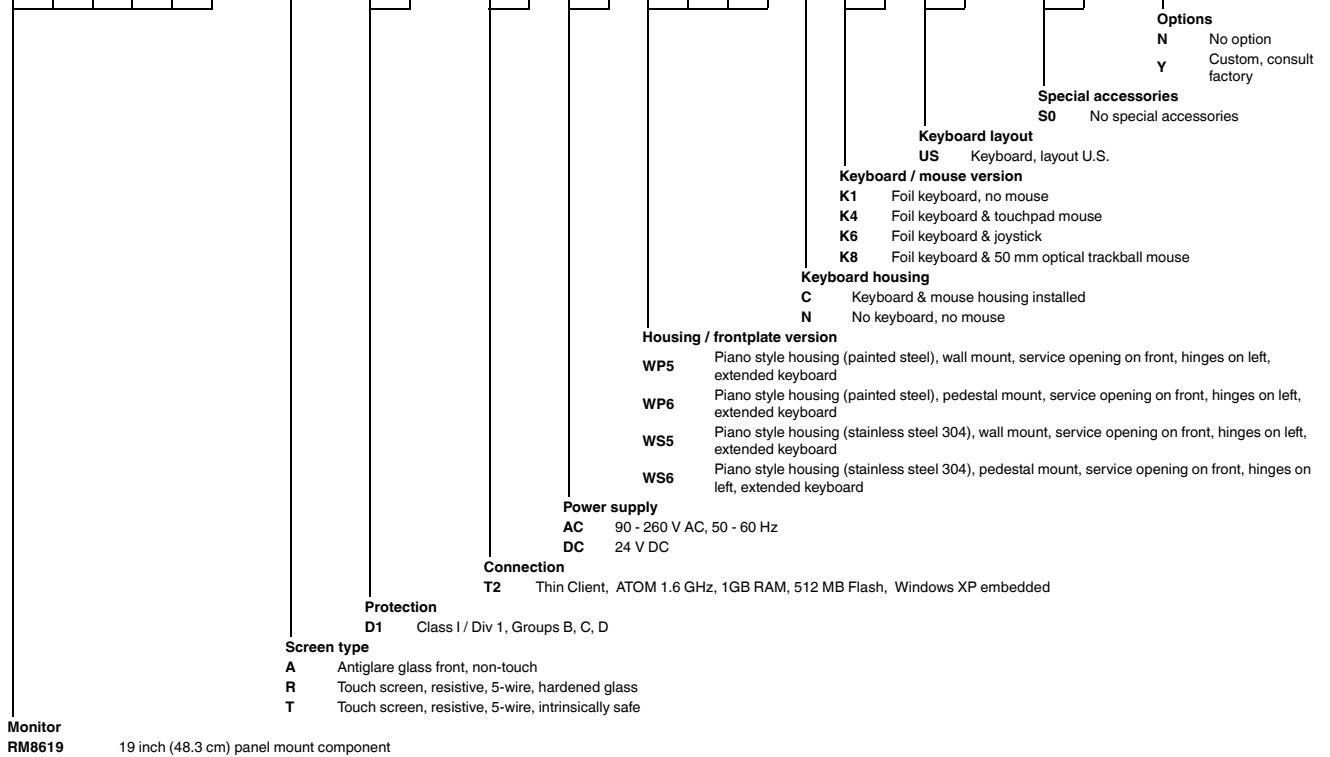 Options
N No option
Y Custom, consult
factory
Special accessories
S0 No special accessories
Keyboard layout
US Keyboard, layout U.S.
Keyboard / mouse version
K1 Foil keyboard, no mouse
K4 Foil keyboard & touchpad mouse
K6 Foil keyboard & joystick
K8 Foil keyboard & 50 mm optical trackball mouse
Keyboard housing
C Keyboard & mouse housing installed
N No keyboard, no mouse
Housing / frontplate version
WP5 Piano style housing (painted steel), wall mount, service opening on front, hinges on left,
extended keyboard
WP6 Piano style housing (painted steel), pedestal mount, service opening on front, hinges on left,
extended keyboard
WS5 Piano style housing (stainless steel 304), wall mount, service opening on front, hinges on left,
extended keyboard
WS6 Piano style housing (stainless steel 304), pedestal mount, service opening on front, hinges on
left, extended keyboard
Power supply
AC 90 - 260 V AC, 50 - 60 Hz
DC 24 V DC
Connection
T2 Thin Client, ATOM 1.6 GHz, 1GB RAM, 512 MB Flash, Windows XP embedded
Protection
D1 Class I / Div 1, Groups B, C, D
Screen type
A Antiglare glass front, non-touch
R Touch screen, resistive, 5-wire, hardened glass
T Touch screen, resistive, 5-wire, intrinsically safe
Monitor
RM8619 19 inch (48.3 cm) panel mount component